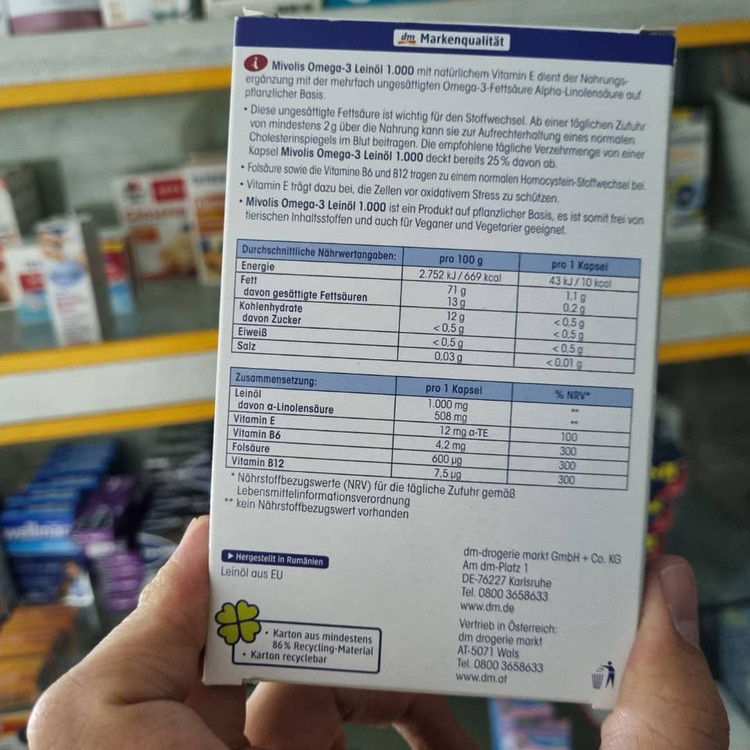 dm Markenqualität
i Mivolis Omega-3 Leinöl 1.000 mit natürlichem Vitamin E dient der Nahrungs-
ergänzung mit der mehrfach ungesättigten Omega-3-Fettsäure Alpha-Linolensäure auf
pflanzlicher Basis.
• Diese ungesättigte Fettsäure ist wichtig für den Stoffwechsel. Ab einer täglichen Zufuhr
von mindestens 2 g über die Nahrung kann sie zur Aufrechterhaltung eines normalen
Cholesterinspiegels im Blut beitragen. Die empfohlene tägliche Verzehrmenge von einer
Kapsel Mivolis Omega-3 Leinöl 1.000 deckt bereits 25 % davon ab.
• Folsäure sowie die Vitamine B6 und B12 tragen zu einem normalen Homocystein-Stoffwechsel bei.
• Vitamin E trägt dazu bei, die Zellen vor oxidativem Stress zu schützen.
• Mivolis Omega-3 Leinöl 1.000 ist ein Produkt auf pflanzlicher Basis, es ist somit frei von
tierischen Inhaltsstoffen und auch für Veganer und Vegetarier geeignet.
Durchschnittliche Nährwertangaben: pro 100 g pro 1 Kapsel
Energie 2.752 kJ / 669 kcal 43 kJ / 10 kcal
Fett 71 g 1,1 g
davon gesättigte Fettsäuren 13 g 0,2 g
Kohlenhydrate 12 g < 0,5 g
davon Zucker < 0,5 g < 0,5 g
Eiweiß < 0,5 g < 0,5 g
Salz 0,03 g < 0,01 g
Zusammensetzung: pro 1 Kapsel % NRV*
Leinöl 1.000 mg **
davon α-Linolensäure 508 mg **
Vitamin E 12 mg α-TE 100
Vitamin B6 4,2 mg 300
Folsäure 600 µg 300
Vitamin B12 7,5 µg 300
* Nährstoffbezugswerte (NRV) für die tägliche Zufuhr gemäß
Lebensmittelinformationsverordnung
** kein Nährstoffbezugswert vorhanden
Hergestellt in Rumänien
Leinöl aus EU
• Karton aus mindestens
86 % Recycling-Material
• Karton recyclebar
dm-drogerie markt GmbH + Co. KG
Am dm-Platz 1
DE-76227 Karlsruhe
Tel. 0800 3658633
www.dm.de
Vertrieb in Österreich:
dm drogerie markt
AT-5071 Wals
Tel. 0800 3658633
www.dm.at